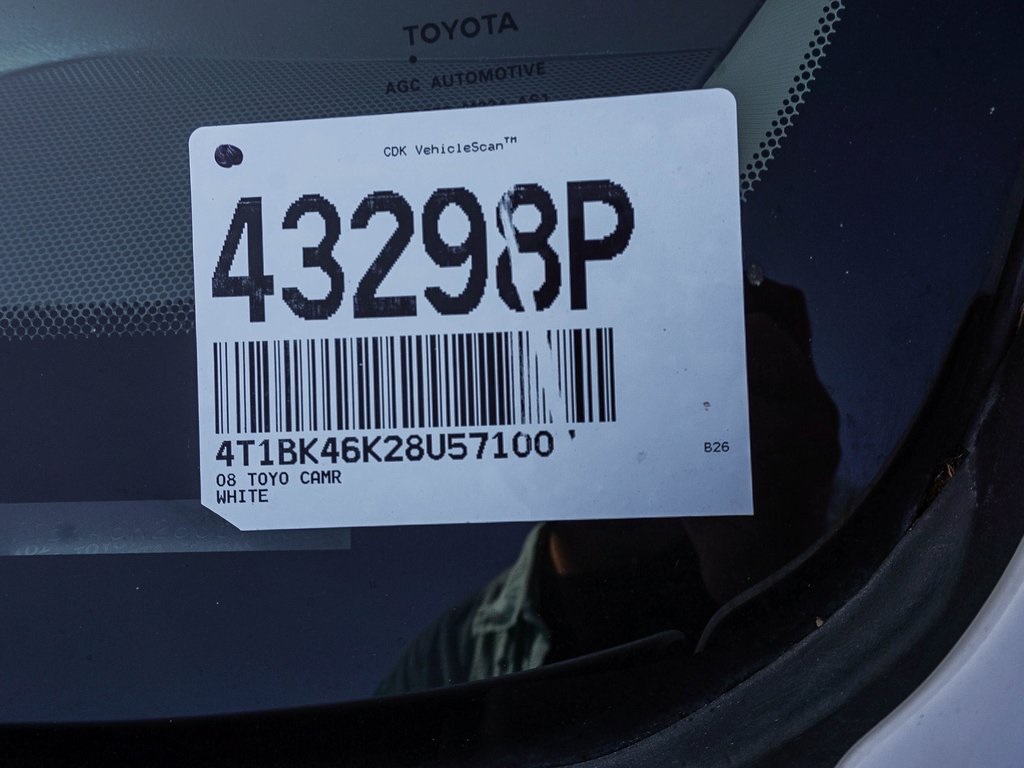 TOYOTA
AGC AUTOMOTIVE
CDK VehicleScan™
43298P
4T1BK46K28U57100
08 TOYO CAMR
WHITE
B26